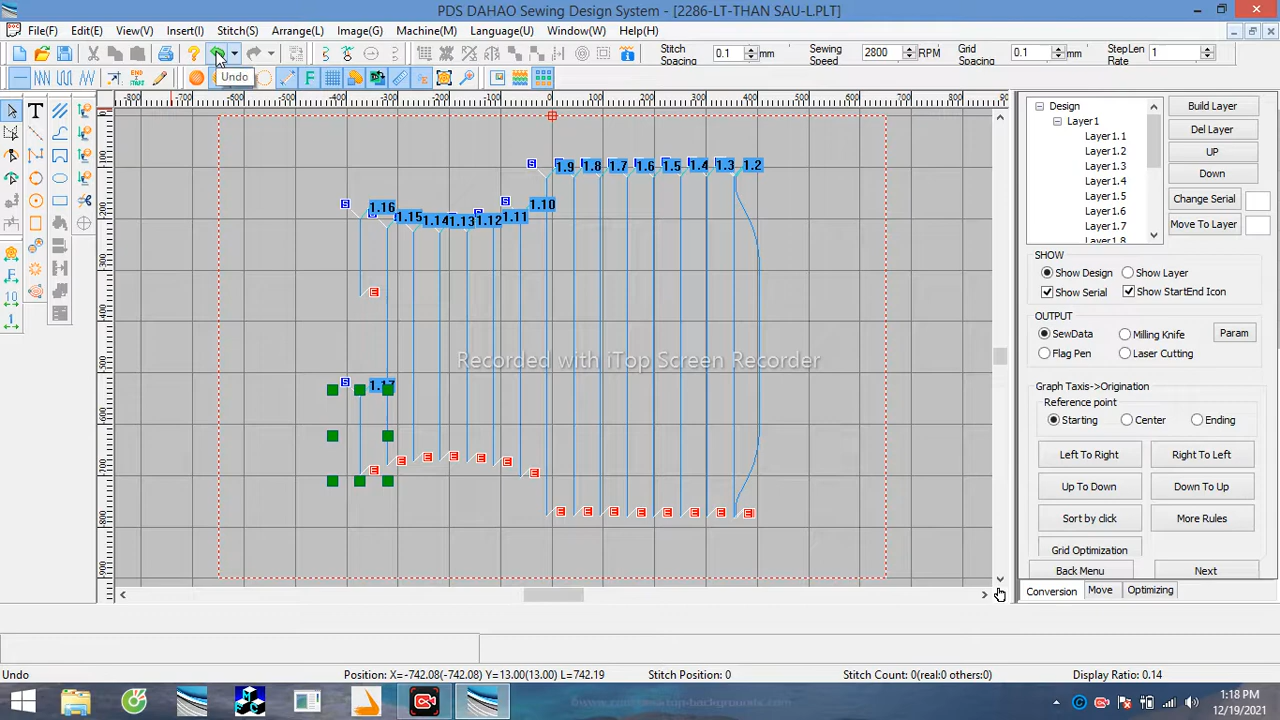 PDS DAHAO Sewing Design System - [2286-LT-THAN SAU-L.PLT]
File(F) Edit(E) View(V) Insert(I) Stitch(S) Arrange(L) Image(G) Machine(M) Language(U) Window(W) Help(H)
Stitch Spacing 0.1 mm Sewing Speed 2800 RPM Grid Spacing 0.1 mm StepLen Rate 1
Undo
Design
Layer1
Layer1.1
Layer1.2
Layer1.3
Layer1.4
Layer1.5
Layer1.6
Layer1.7
Layer1.8
Build Layer
Del Layer
UP
Down
Change Serial
Move To Layer
1.9 1.8 1.7 1.6 1.5 1.4 1.3 1.2
1.16 1.15 1.14 1.13 1.12 1.11 1.10
1.17
Recorded with iTop Screen Recorder
SHOW
Show Design Show Layer
Show Serial Show StartEnd Icon
OUTPUT
SewData Milling Knife Param
Flag Pen Laser Cutting
Graph Taxis->Origination
Reference point
Starting Center Ending
Left To Right Right To Left
Up To Down Down To Up
Sort by click More Rules
Grid Optimization
Back Menu Next
Conversion Move Optimizing
Undo Position: X=-742.08(-742.08) Y=13.00(13.00) L=742.19 Stitch Position: 0 Stitch Count: 0(real:0 others:0) Display Ratio: 0.14
1:18 PM
12/19/2021